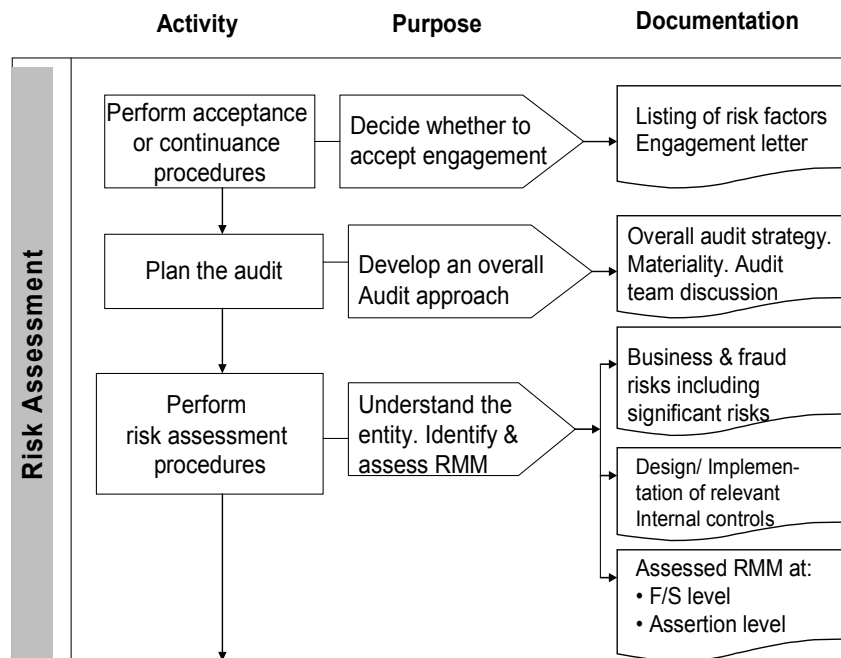 Activity
Purpose
Documentation
Risk Assessment
Perform acceptance
or continuance
procedures
Decide whether to
accept engagement
Listing of risk factors
Engagement letter
Plan the audit
Develop an overall
Audit approach
Overall audit strategy.
Materiality. Audit
team discussion
Perform
risk assessment
procedures
Understand the
entity. Identify &
assess RMM
Business & fraud
risks including
significant risks
Design/ Implemen-
tation of relevant
Internal controls
Assessed RMM at:
• F/S level
• Assertion level